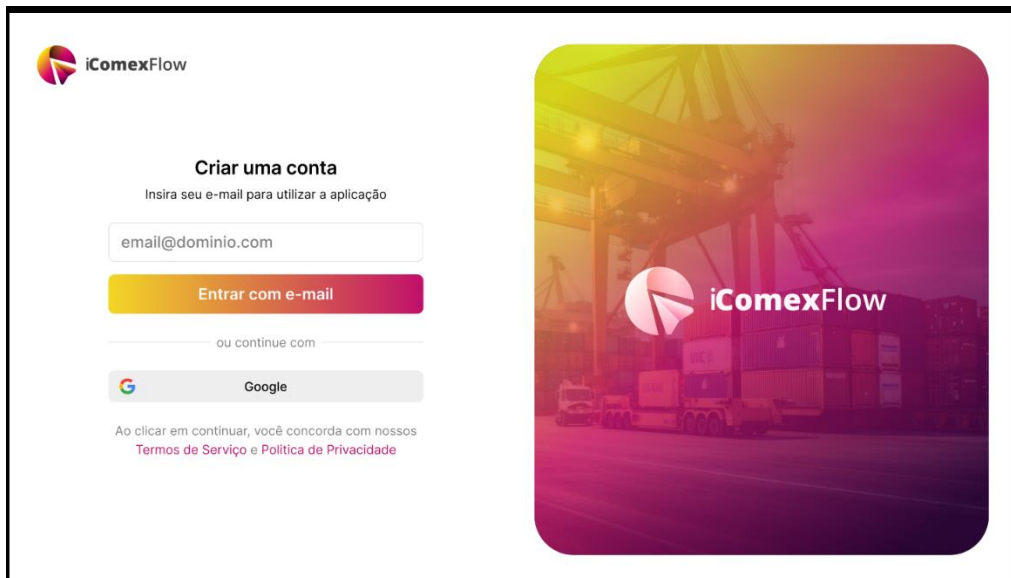 iComexFlow
Criar uma conta
Insira seu e-mail para utilizar a aplicação
email@dominio.com
Entrar com e-mail
ou continue com
Google
Ao clicar em continuar, você concorda com nossos
Termos de Serviço e Politica de Privacidade
iComexFlow